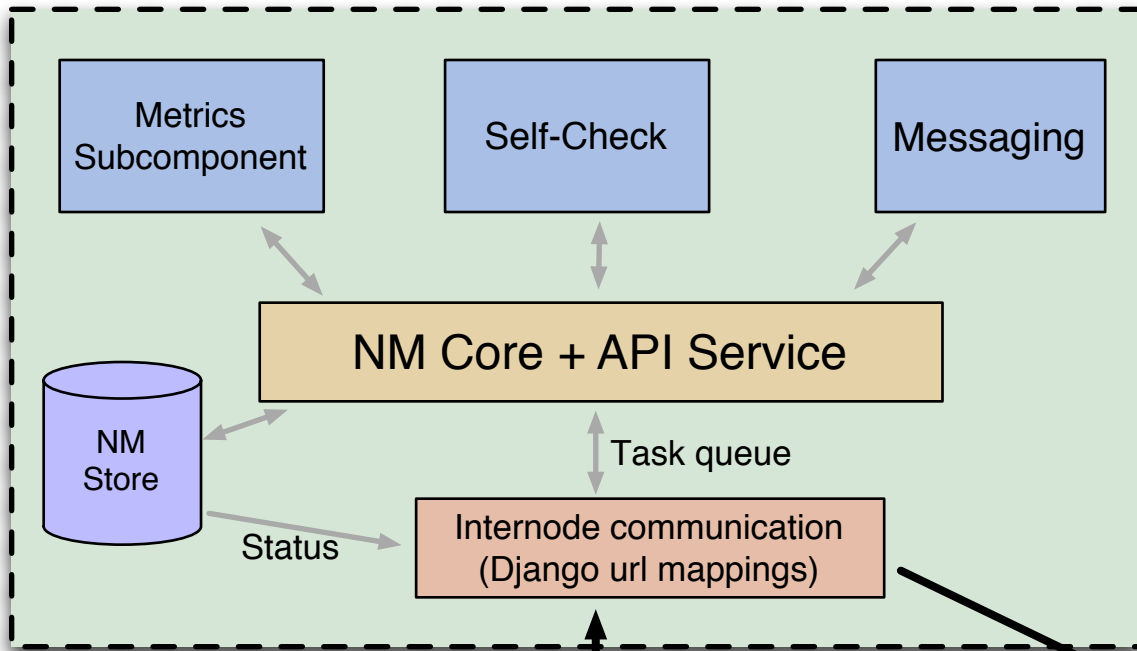 Metrics
Subcomponent
Self-Check
Messaging
NM Core + API Service
NM
Store
Task queue
Status
Internode communication
(Django url mappings)